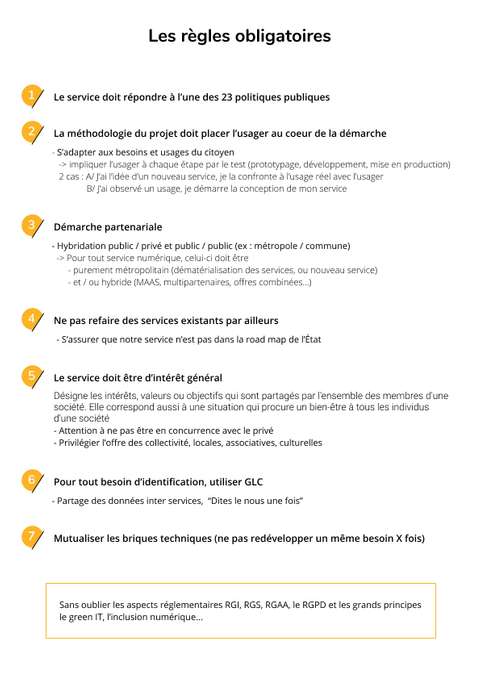 Les règles obligatoires
1 Le service doit répondre à l'une des 23 politiques publiques
2 La méthodologie du projet doit placer l'usager au coeur de la démarche
- S'adapter aux besoins et usages du citoyen
-> impliquer l'usager à chaque étape par le test (prototypage, développement, mise en production)
2 cas : A/ J'ai l'idée d'un nouveau service, je la confronte à l'usage réel avec l'usager
B/ J'ai observé un usage, je démarre la conception de mon service
3 Démarche partenariale
- Hybridation public / privé et public / public (ex : métropole / commune)
-> Pour tout service numérique, celui-ci doit être
- purement métropolitain (dématérialisation des services, ou nouveau service)
- et / ou hybride (MAAS, multipartenaires, offres combinées...)
4 Ne pas refaire des services existants par ailleurs
- S'assurer que notre service n'est pas dans la road map de l'État
5 Le service doit être d'intérêt général
Désigne les intérêts, valeurs ou objectifs qui sont partagés par l'ensemble des membres d'une
société. Elle correspond aussi à une situation qui procure un bien-être à tous les individus
d'une société
- Attention à ne pas être en concurrence avec le privé
- Privilégier l'offre des collectivité, locales, associatives, culturelles
6 Pour tout besoin d'identification, utiliser GLC
- Partage des données inter services, "Dites le nous une fois"
7 Mutualiser les briques techniques (ne pas redévelopper un même besoin X fois)
Sans oublier les aspects réglementaires RGI, RGS, RGAA, le RGPD et les grands principes
le green IT, l'inclusion numérique...